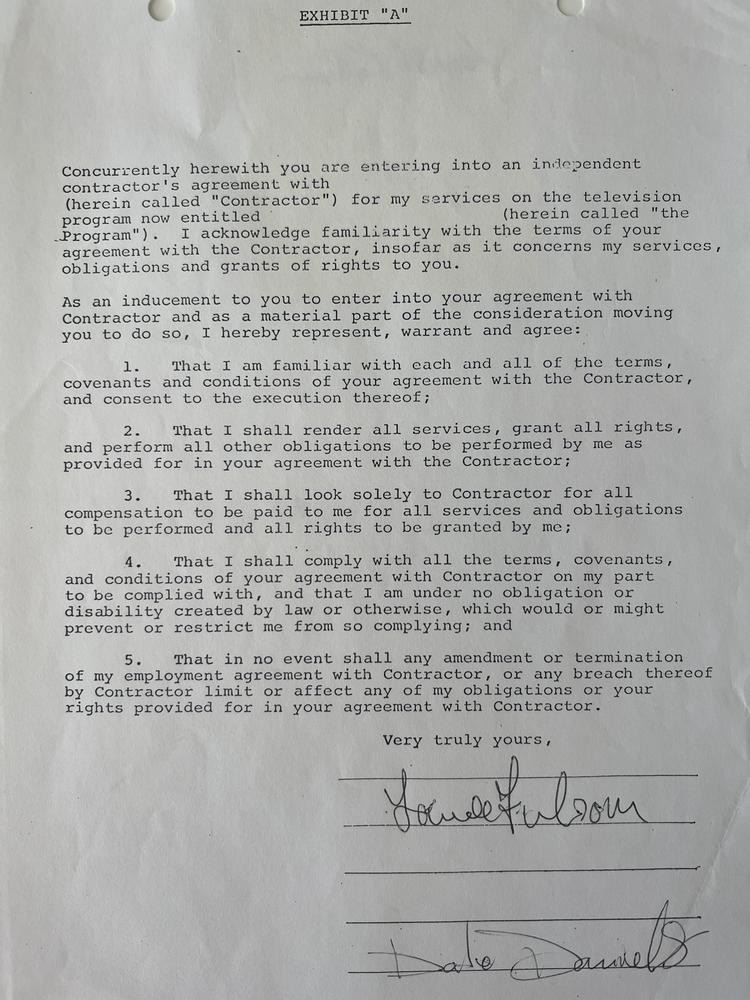 EXHIBIT "A"
Concurrently herewith you are entering into an independent
contractor's agreement with
(herein called "Contractor") for my services on the television
program now entitled (herein called "the
Program"). I acknowledge familiarity with the terms of your
agreement with the Contractor, insofar as it concerns my services,
obligations and grants of rights to you.
As an inducement to you to enter into your agreement with
Contractor and as a material part of the consideration moving
you to do so, I hereby represent, warrant and agree:
1. That I am familiar with each and all of the terms,
covenants and conditions of your agreement with the Contractor,
and consent to the execution thereof;
2. That I shall render all services, grant all rights,
and perform all other obligations to be performed by me as
provided for in your agreement with the Contractor;
3. That I shall look solely to Contractor for all
compensation to be paid to me for all services and obligations
to be performed and all rights to be granted by me;
4. That I shall comply with all the terms, covenants,
and conditions of your agreement with Contractor on my part
to be complied with, and that I am under no obligation or
disability created by law or otherwise, which would or might
prevent or restrict me from so complying; and
5. That in no event shall any amendment or termination
of my employment agreement with Contractor, or any breach thereof
by Contractor limit or affect any of my obligations or your
rights provided for in your agreement with Contractor.
Very truly yours,
Fulsom
Daniels